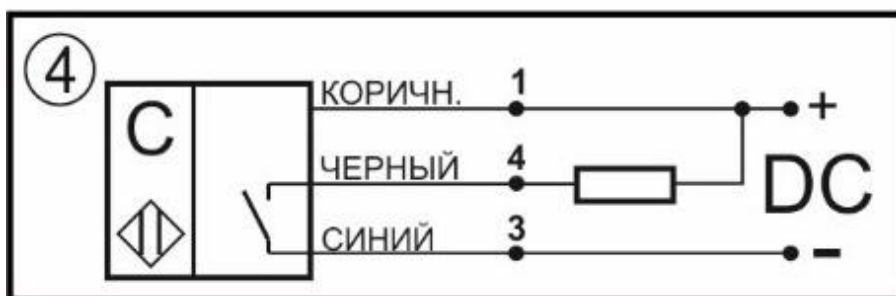 4
C
КОРИЧН. 1 +
ЧЕРНЫЙ 4
DC
СИНИЙ 3 -